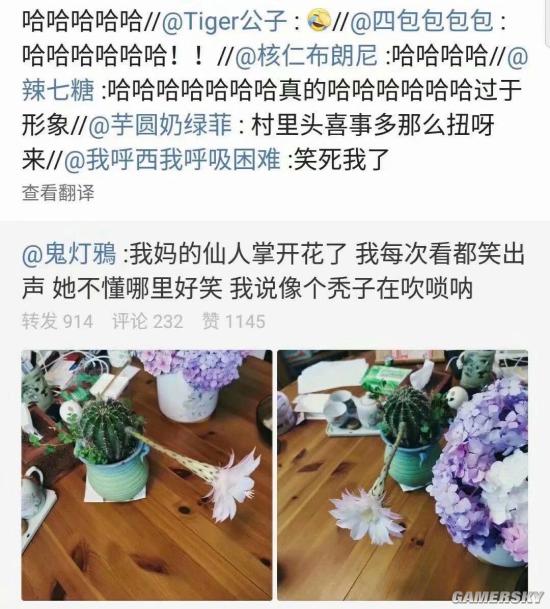 哈哈哈哈哈//@Tiger公子 : 🤣//@四包包包包 :
哈哈哈哈哈哈！！//@核仁布朗尼 :哈哈哈哈//@
辣七糖 :哈哈哈哈哈哈哈真的哈哈哈哈哈哈过于
形象//@芋圆奶绿菲 : 村里头喜事多那么扭呀
来//@我呼西我呼吸困难 :笑死我了
查看翻译
@鬼灯鴉 :我妈的仙人掌开花了 我每次看都笑出
声 她不懂哪里好笑 我说像个秃子在吹唢呐
转发 914 评论 232 赞 1145
GAMERSKY